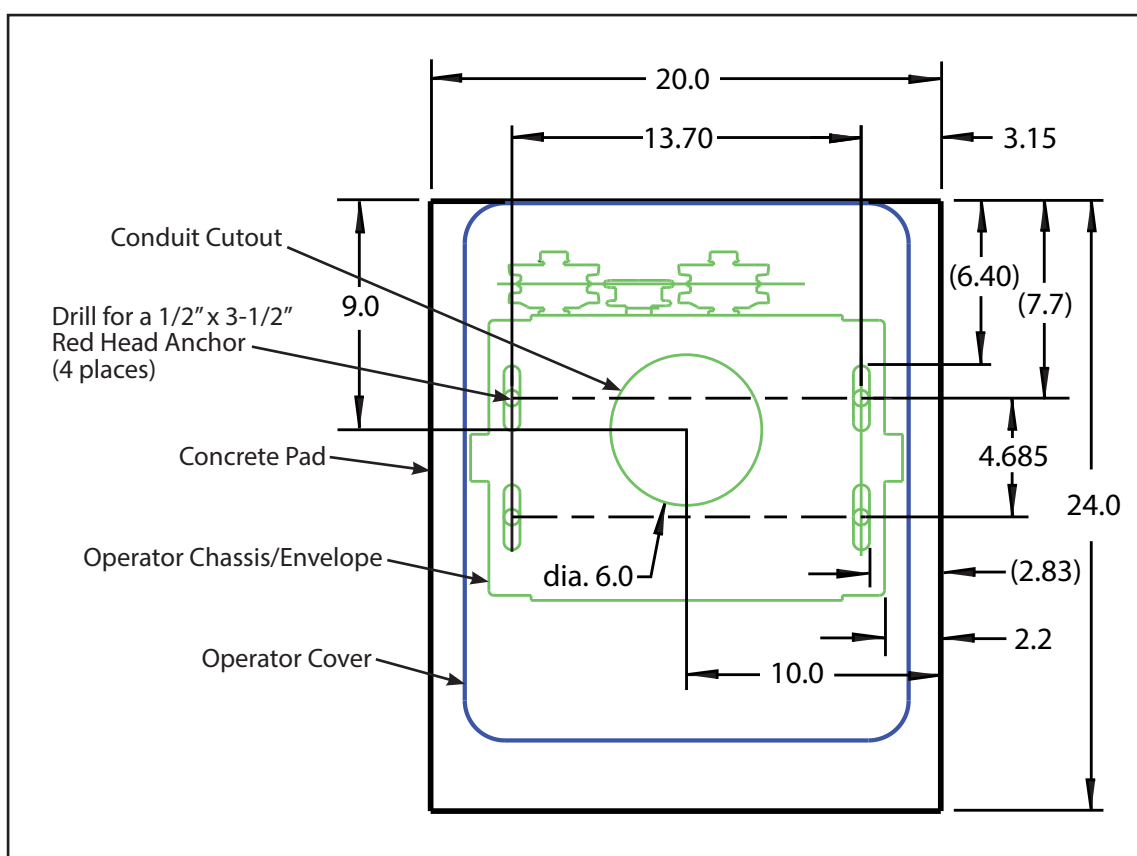 20.0
13.70
3.15
Conduit Cutout
9.0
(6.40)
(7.7)
Drill for a 1/2” x 3-1/2”
Red Head Anchor
(4 places)
Concrete Pad
4.685
24.0
Operator Chassis/Envelope
dia. 6.0
(2.83)
2.2
Operator Cover
10.0